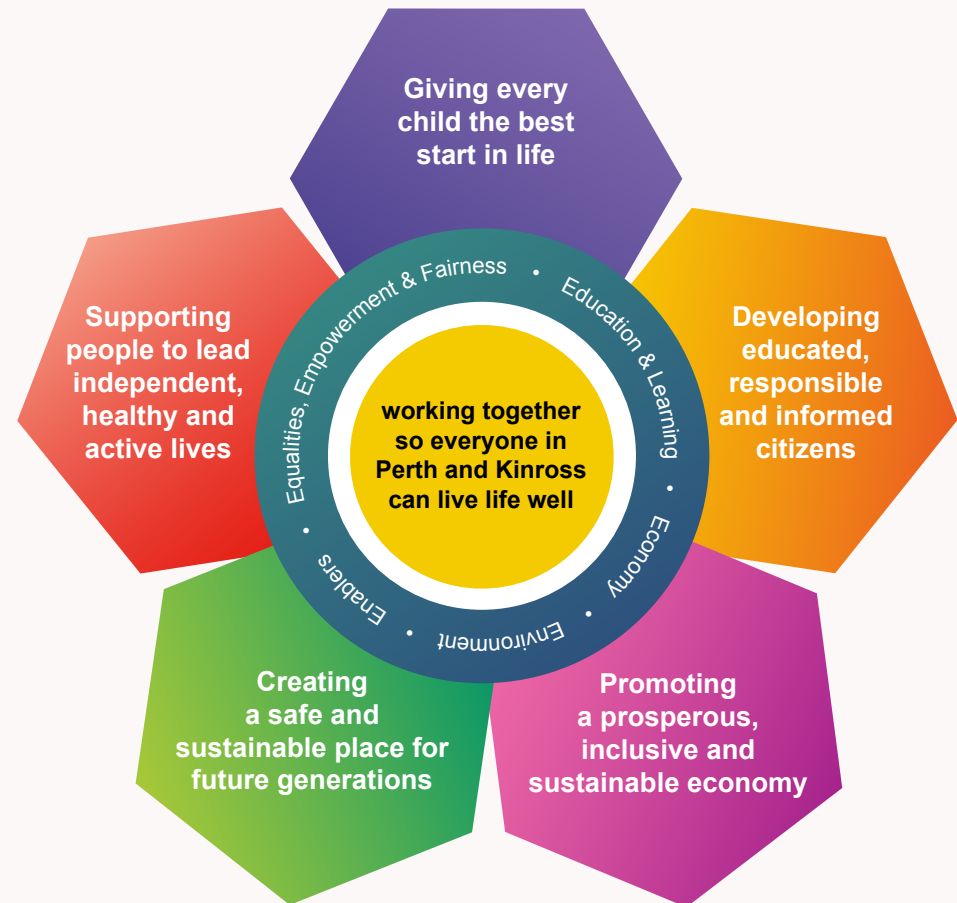 Giving every
child the best
start in life
Developing
educated,
responsible
and informed
citizens
Promoting
a prosperous,
inclusive and
sustainable economy
Creating
a safe and
sustainable place for
future generations
Supporting
people to lead
independent,
healthy and
active lives
Equalities, Empowerment & Fairness • Education & Learning • Economy • Environment • Enablers •
working together
so everyone in
Perth and Kinross
can live life well